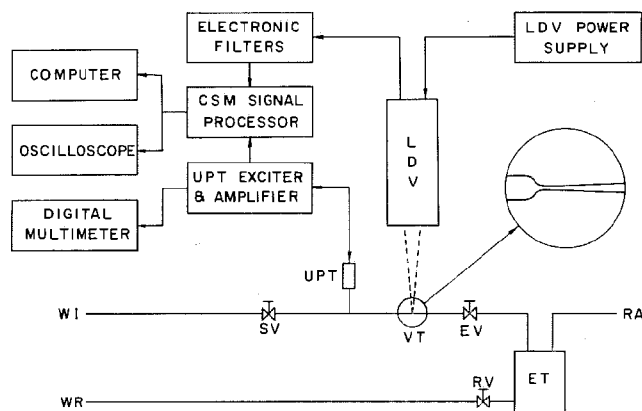 ELECTRONIC
FILTERS
LDV POWER
SUPPLY
COMPUTER
CSM SIGNAL
PROCESSOR
OSCILLOSCOPE
L
D
V
UPT EXCITER
& AMPLIFIER
DIGITAL
MULTIMETER
UPT
WI
SV
VT
EV
RA
ET
RV
WR